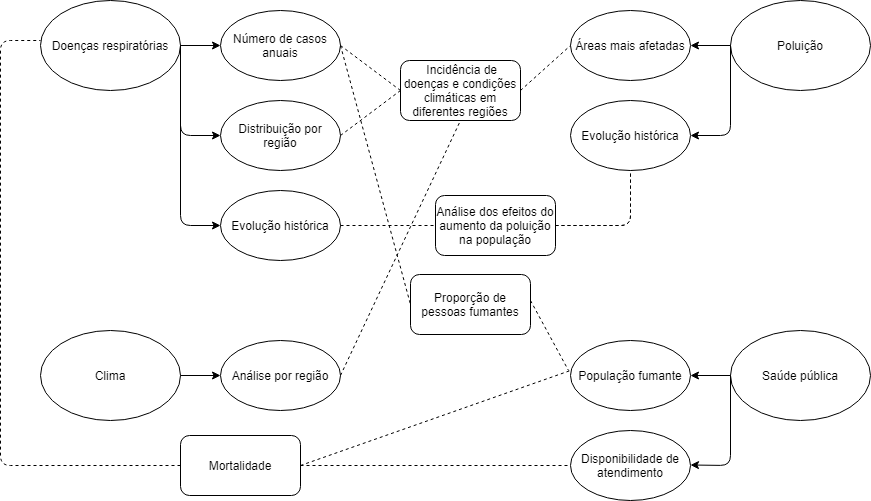 Doenças respiratórias
Número de casos
anuais
Incidência de
doenças e condições
climáticas em
diferentes regiões
Áreas mais afetadas
Poluição
Distribuição por
região
Evolução histórica
Evolução histórica
Análise dos efeitos do
aumento da poluição
na população
Proporção de
pessoas fumantes
Clima
Análise por região
População fumante
Saúde pública
Mortalidade
Disponibilidade de
atendimento